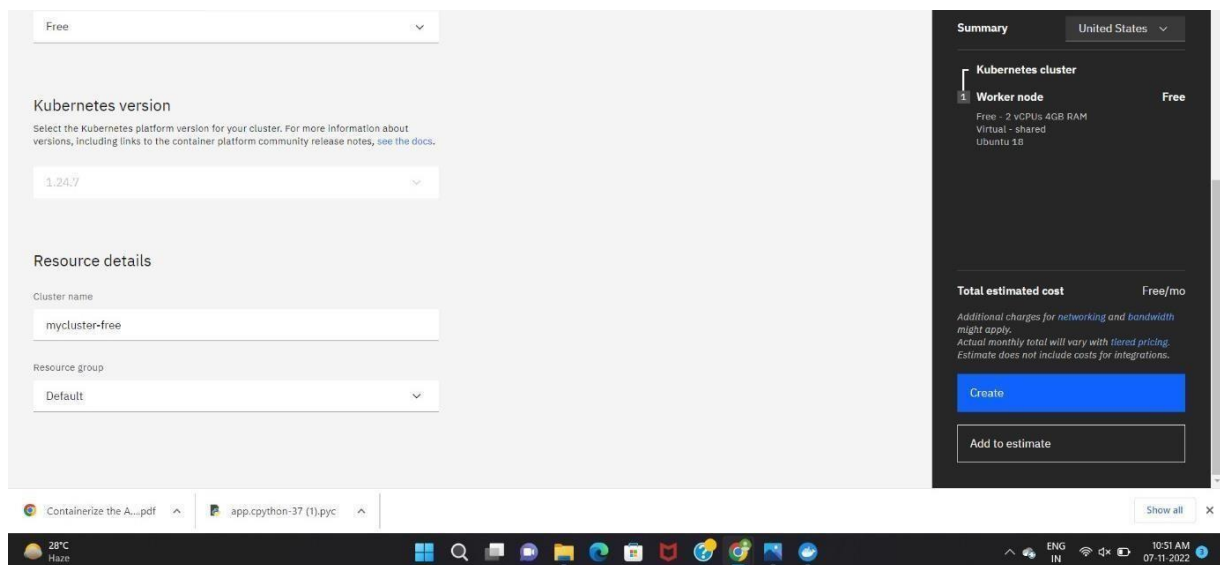 Free
Kubernetes version
Select the Kubernetes platform version for your cluster. For more information about
versions, including links to the container platform community release notes, see the docs.
1.24.7
Resource details
Cluster name
mycluster-free
Resource group
Default
Summary
United States
Kubernetes cluster
1 Worker node Free
Free - 2 vCPUs 4GB RAM
Virtual - shared
Ubuntu 18
Total estimated cost Free/mo
Additional charges for networking and bandwidth
might apply.
Actual monthly total will vary with tiered pricing.
Estimate does not include costs for integrations.
Create
Add to estimate
Containerize the A....pdf
app.cpython-37 (1).pyc
Show all
28°C
Haze
ENG
IN
10:51 AM
07-11-2022
3